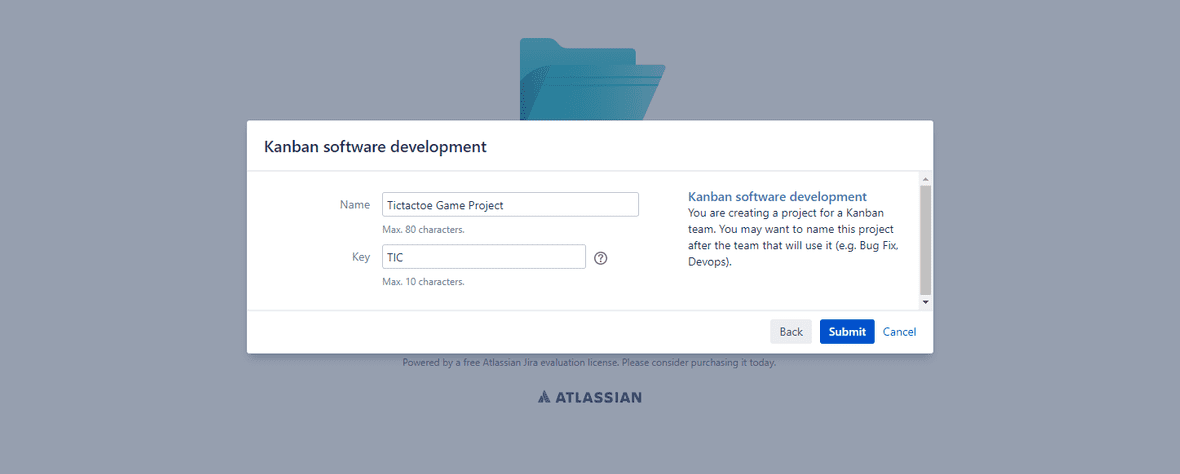 Kanban software development
Name
Tictactoe Game Project
Max. 80 characters.
Key
TIC
?
Max. 10 characters.
Kanban software development
You are creating a project for a Kanban
team. You may want to name this project
after the team that will use it (e.g. Bug Fix,
Devops).
Back
Submit
Cancel
Powered by a free Atlassian Jira evaluation license. Please consider purchasing it today.
ATLASSIAN